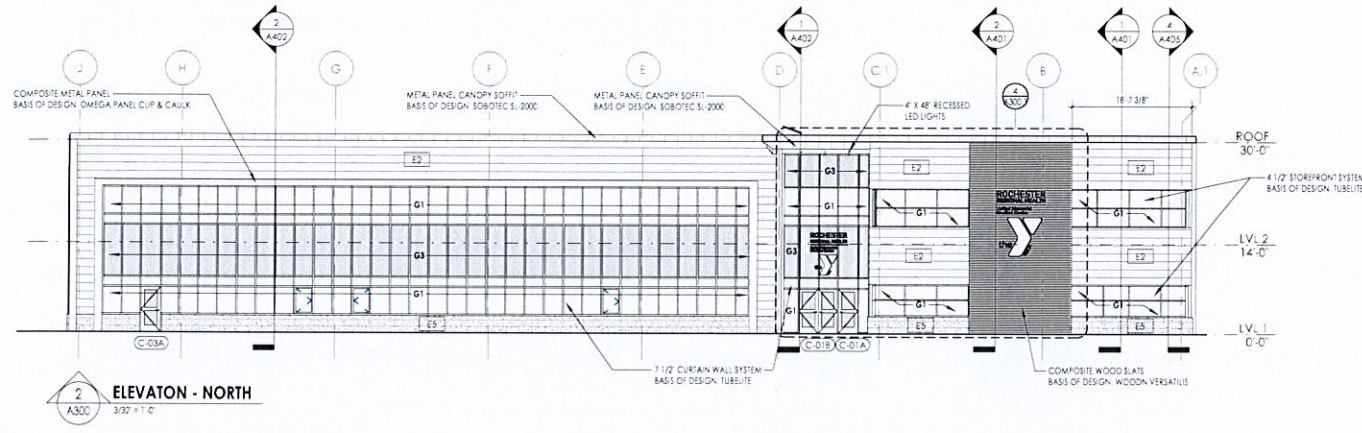 2
A402
1
A402
2
A401
1
A401
4
A405
J
H
G
F
E
D
C.1
B
A.1
4
COMPOSITE METAL PANEL
BASIS OF DESIGN: OMEGA PANEL CLIP & CAULK
METAL PANEL CANOPY SOFFIT
BASIS OF DESIGN: SOBOTEC SL-2000
METAL PANEL CANOPY SOFFIT
BASIS OF DESIGN: SOBOTEC SL-2000
4" X 48" RECESSED
LED LIGHTS
18'-7 3/8"
ROOF
30'-0"
E2
G3
E2
E2
4 1/2" STOREFRONT SYSTEM
BASIS OF DESIGN: TUBELITE
G1
G1
G1
ROCHESTER
REGIONAL HEALTH
the Y
G1
G3
G3
ROCHESTER
the Y
E2
E2
LVL 2
14'-0"
G1
G1
G1
G1
E5
E5
E5
LVL 1
0'-0"
C-03A
C-01B
C-01A
7 1/2" CURTAIN WALL SYSTEM
BASIS OF DESIGN: TUBELITE
COMPOSITE WOOD SLATS
BASIS OF DESIGN: WOODN VERSATILIS
2
A300
ELEVATON - NORTH
3/32" = 1'-0"